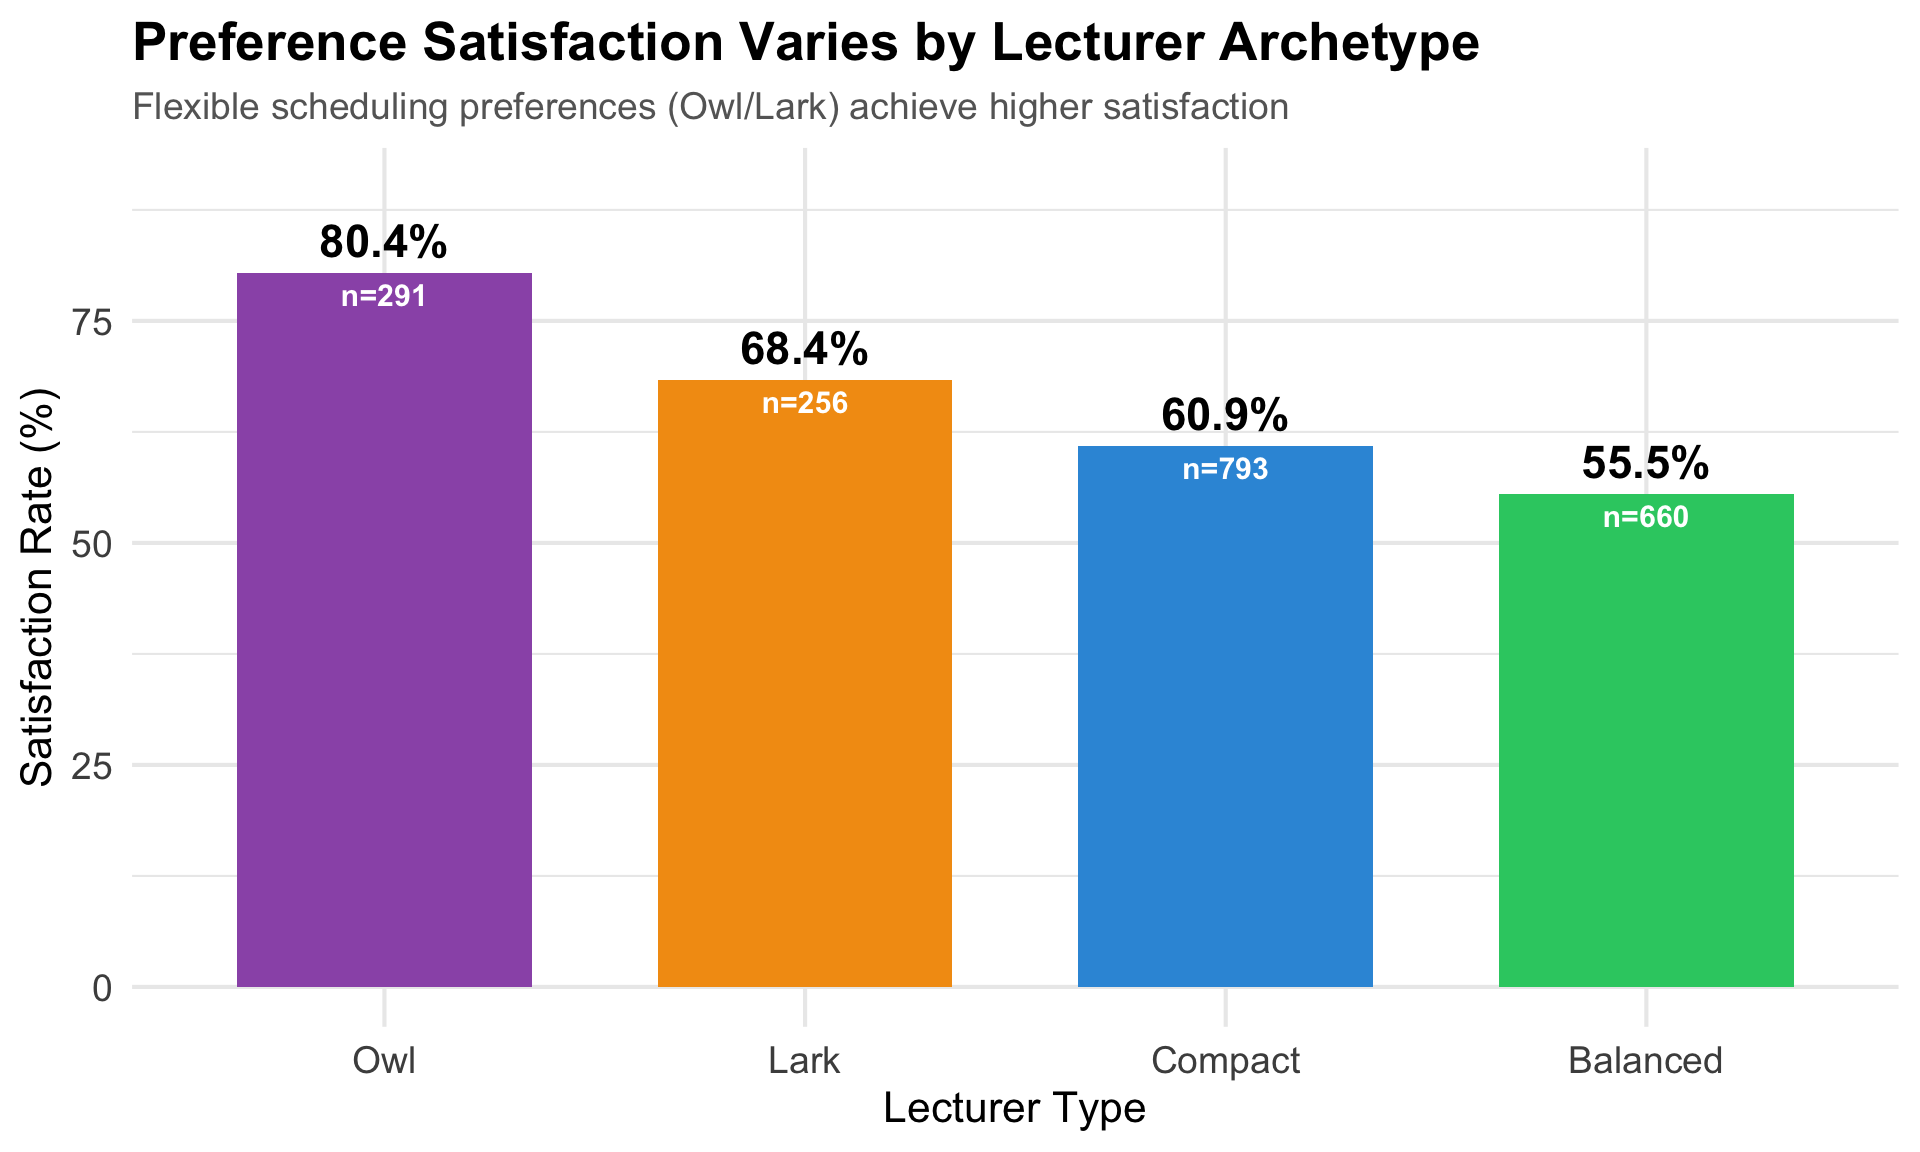 Preference Satisfaction Varies by Lecturer Archetype
Flexible scheduling preferences (Owl/Lark) achieve higher satisfaction
Satisfaction Rate (%)
75
50
25
0
80.4%
n=291
68.4%
n=256
60.9%
n=793
55.5%
n=660
Owl Lark Compact Balanced
Lecturer Type